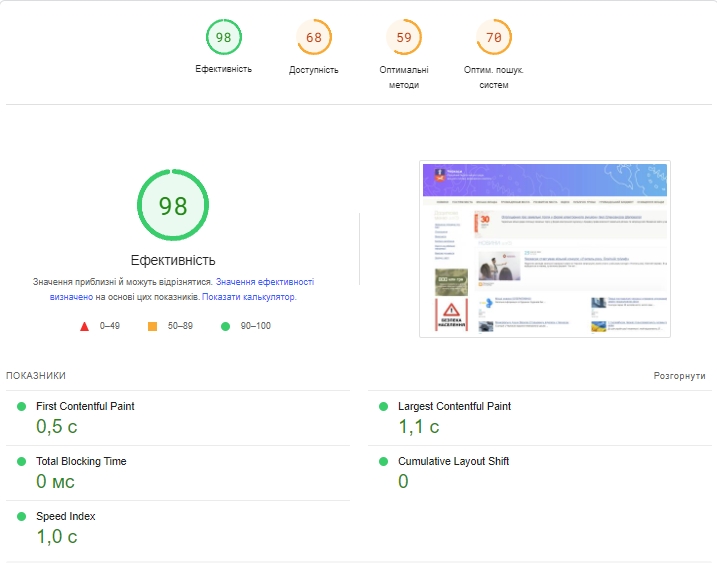 98
68
59
70
Ефективність
Доступність
Оптимальні
методи
Оптим. пошук.
систем
98
Ефективність
Значення приблизні й можуть відрізнятися. Значення ефективності
визначено на основі цих показників. Показати калькулятор.
0–49
50–89
90–100
30
БЕЗПЕКА
НАСЕЛЕННЯ
ПОКАЗНИКИ
Розгорнути
First Contentful Paint
0,5 с
Largest Contentful Paint
1,1 с
Total Blocking Time
0 мс
Cumulative Layout Shift
0
Speed Index
1,0 с